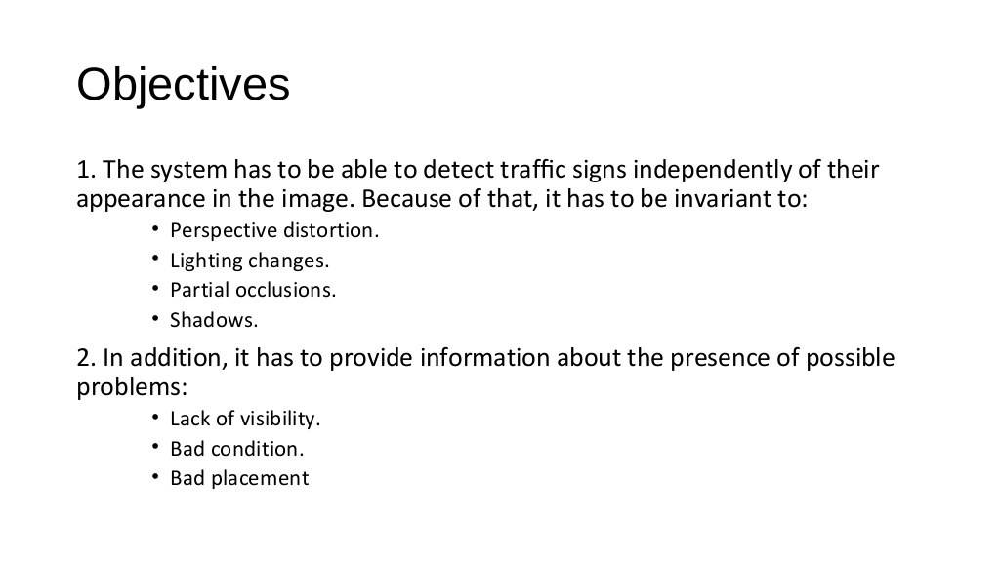 Objectives
1. The system has to be able to detect traffic signs independently of their
appearance in the image. Because of that, it has to be invariant to:
• Perspective distortion.
• Lighting changes.
• Partial occlusions.
• Shadows.
2. In addition, it has to provide information about the presence of possible
problems:
• Lack of visibility.
• Bad condition.
• Bad placement